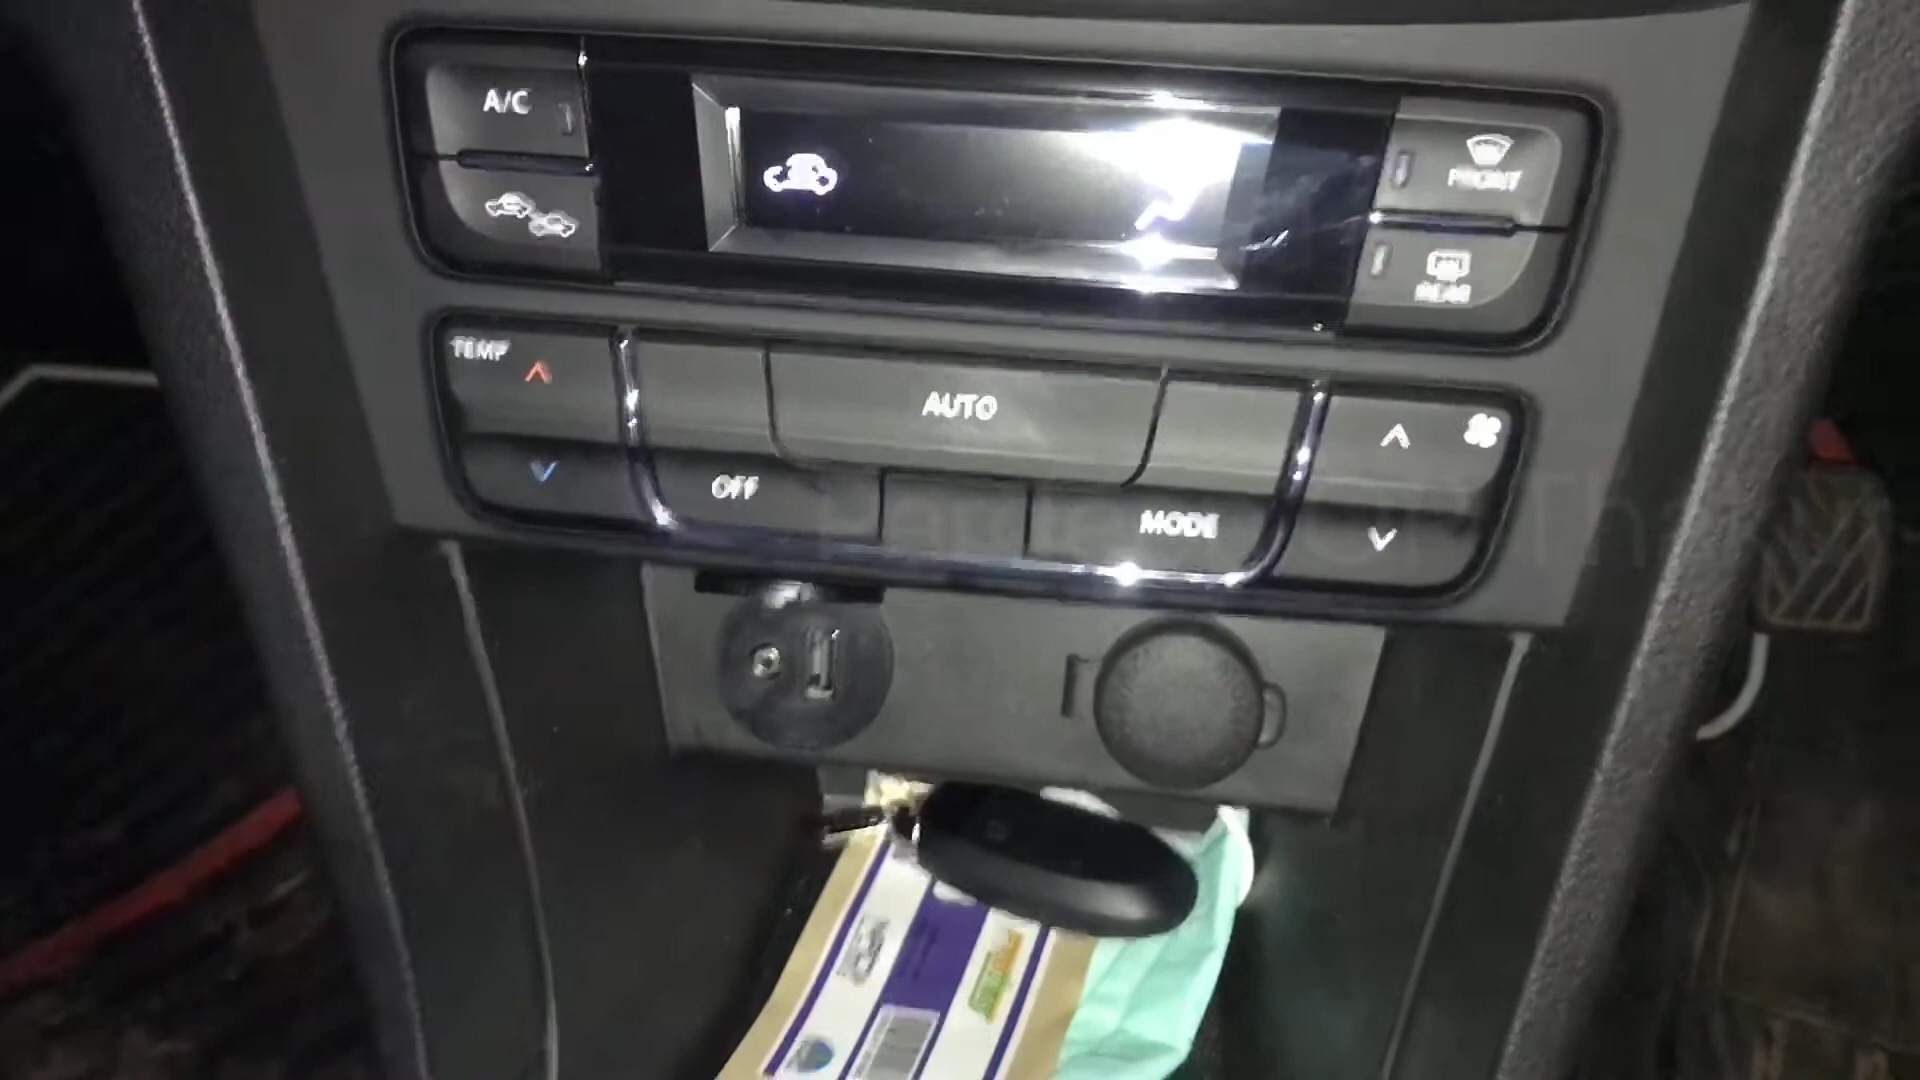 A/C
FRONT
REAR
TEMP
AUTO
OFF
MODE